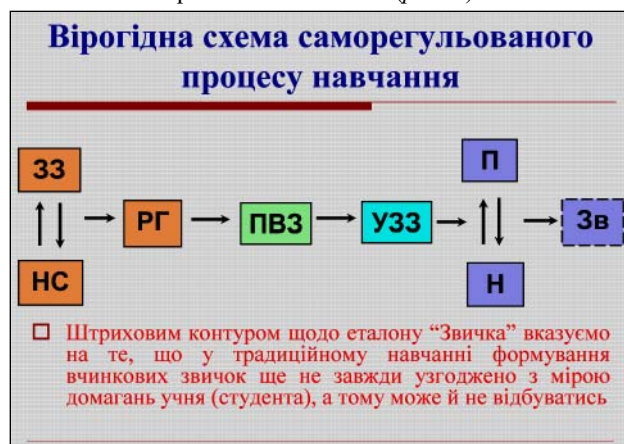 Вірогідна схема саморегульованого
процесу навчання
ЗЗ
П
РГ
ПВЗ
УЗЗ
Зв
НС
Н
Штриховим контуром щодо еталону “Звичка” вказуємо
на те, що у традиційному навчанні формування
вчинкових звичок ще не завжди узгоджено з мірою
домагань учня (студента), а тому може й не відбуватись